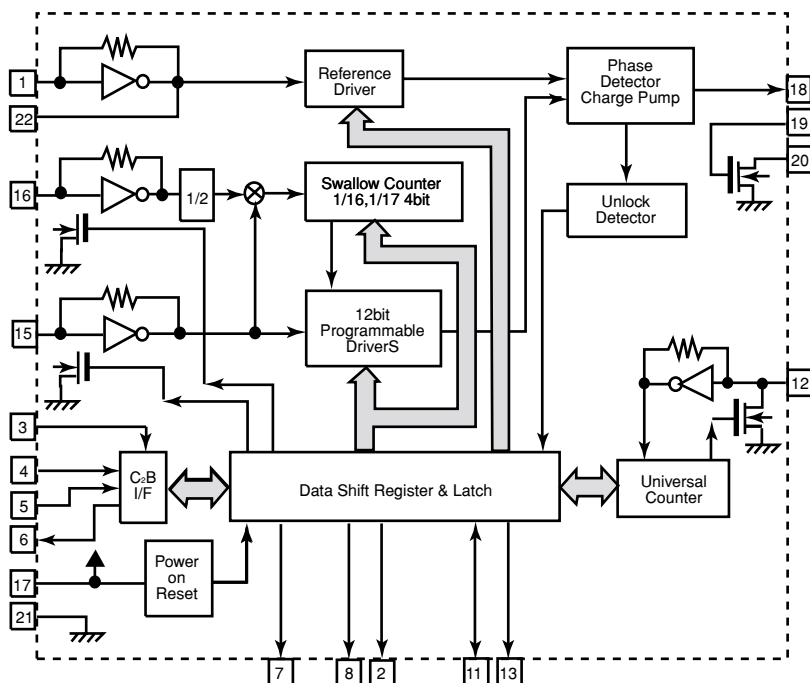 1
Reference
Driver
Phase
Detector
Charge Pump
18
22
19
16
1/2
Swallow Counter
1/16,1/17 4bit
20
Unlock
Detector
15
12bit
Programmable
DriverS
12
3
4
C₂B
I/F
5
Data Shift Register & Latch
Universal
Counter
6
17
Power
on
Reset
21
7
8
2
11
13